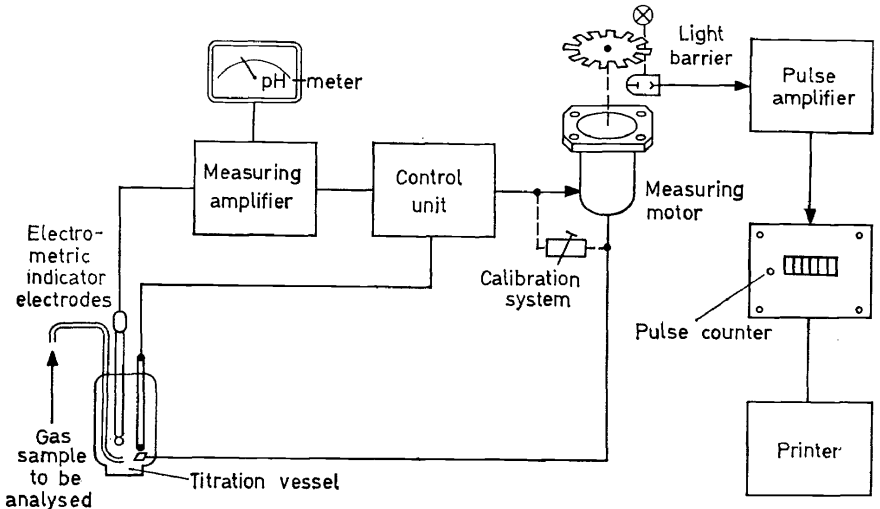 Light
barrier
Pulse
amplifier
pH-meter
Measuring
amplifier
Control
unit
Measuring
motor
Electro-
metric
indicator
electrodes
Calibration
system
Pulse counter
Gas
sample
to be
analysed
Titration vessel
Printer